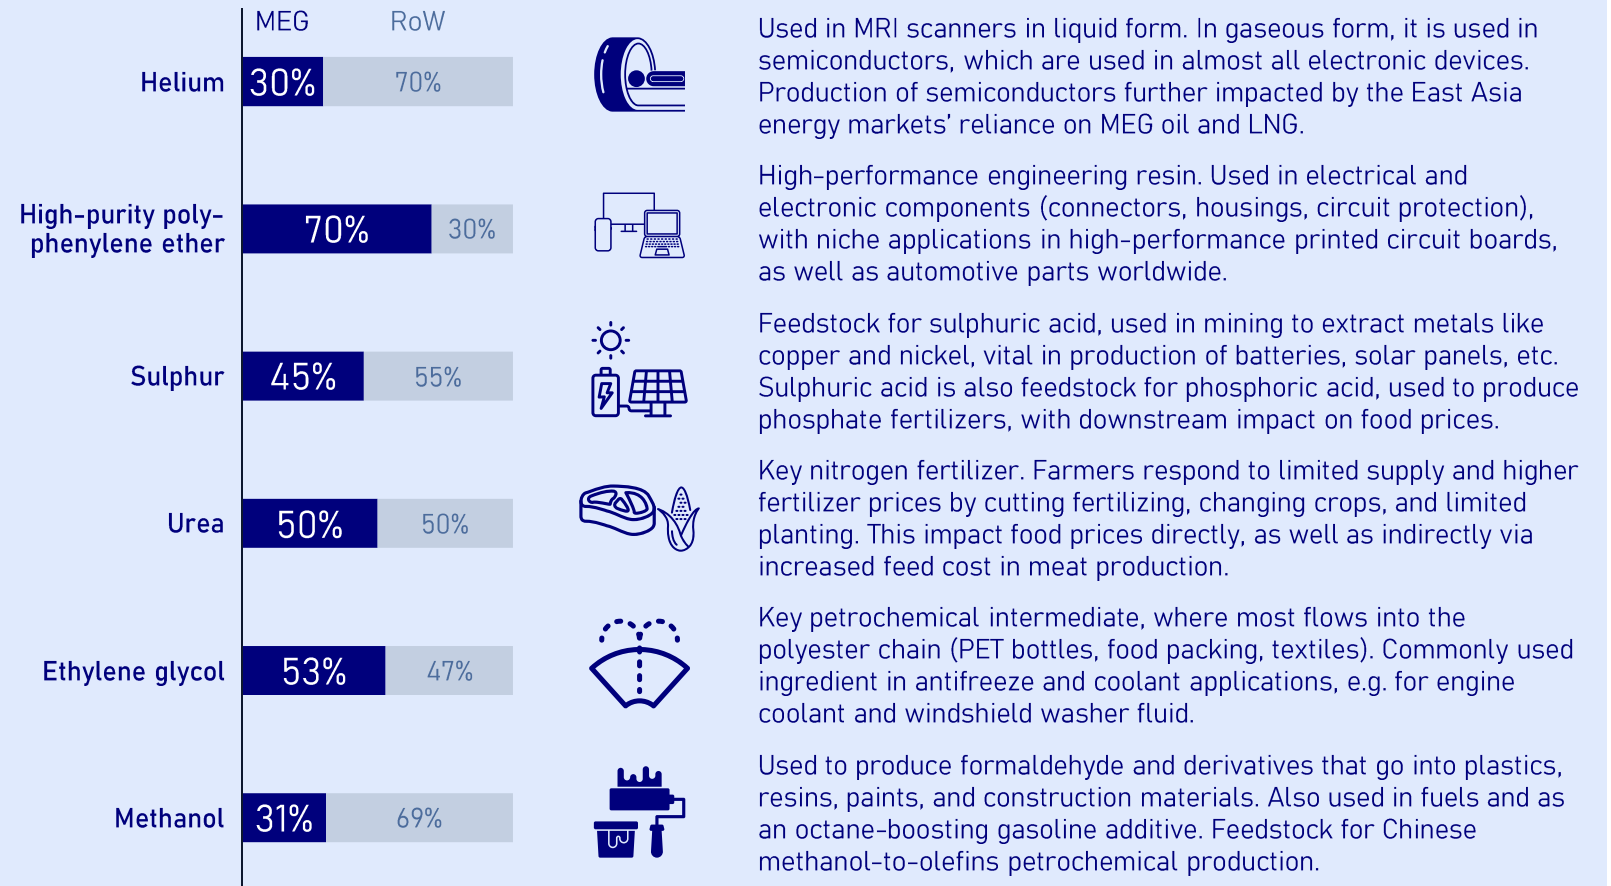 MEG RoW
Helium
30% 70%
Used in MRI scanners in liquid form. In gaseous form, it is used in
semiconductors, which are used in almost all electronic devices.
Production of semiconductors further impacted by the East Asia
energy markets’ reliance on MEG oil and LNG.
High-purity poly-
phenylene ether
70% 30%
High-performance engineering resin. Used in electrical and
electronic components (connectors, housings, circuit protection),
with niche applications in high-performance printed circuit boards,
as well as automotive parts worldwide.
Sulphur
45% 55%
Feedstock for sulphuric acid, used in mining to extract metals like
copper and nickel, vital in production of batteries, solar panels, etc.
Sulphuric acid is also feedstock for phosphoric acid, used to produce
phosphate fertilizers, with downstream impact on food prices.
Urea
50% 50%
Key nitrogen fertilizer. Farmers respond to limited supply and higher
fertilizer prices by cutting fertilizing, changing crops, and limited
planting. This impact food prices directly, as well as indirectly via
increased feed cost in meat production.
Ethylene glycol
53% 47%
Key petrochemical intermediate, where most flows into the
polyester chain (PET bottles, food packing, textiles). Commonly used
ingredient in antifreeze and coolant applications, e.g. for engine
coolant and windshield washer fluid.
Methanol
31% 69%
Used to produce formaldehyde and derivatives that go into plastics,
resins, paints, and construction materials. Also used in fuels and as
an octane-boosting gasoline additive. Feedstock for Chinese
methanol-to-olefins petrochemical production.